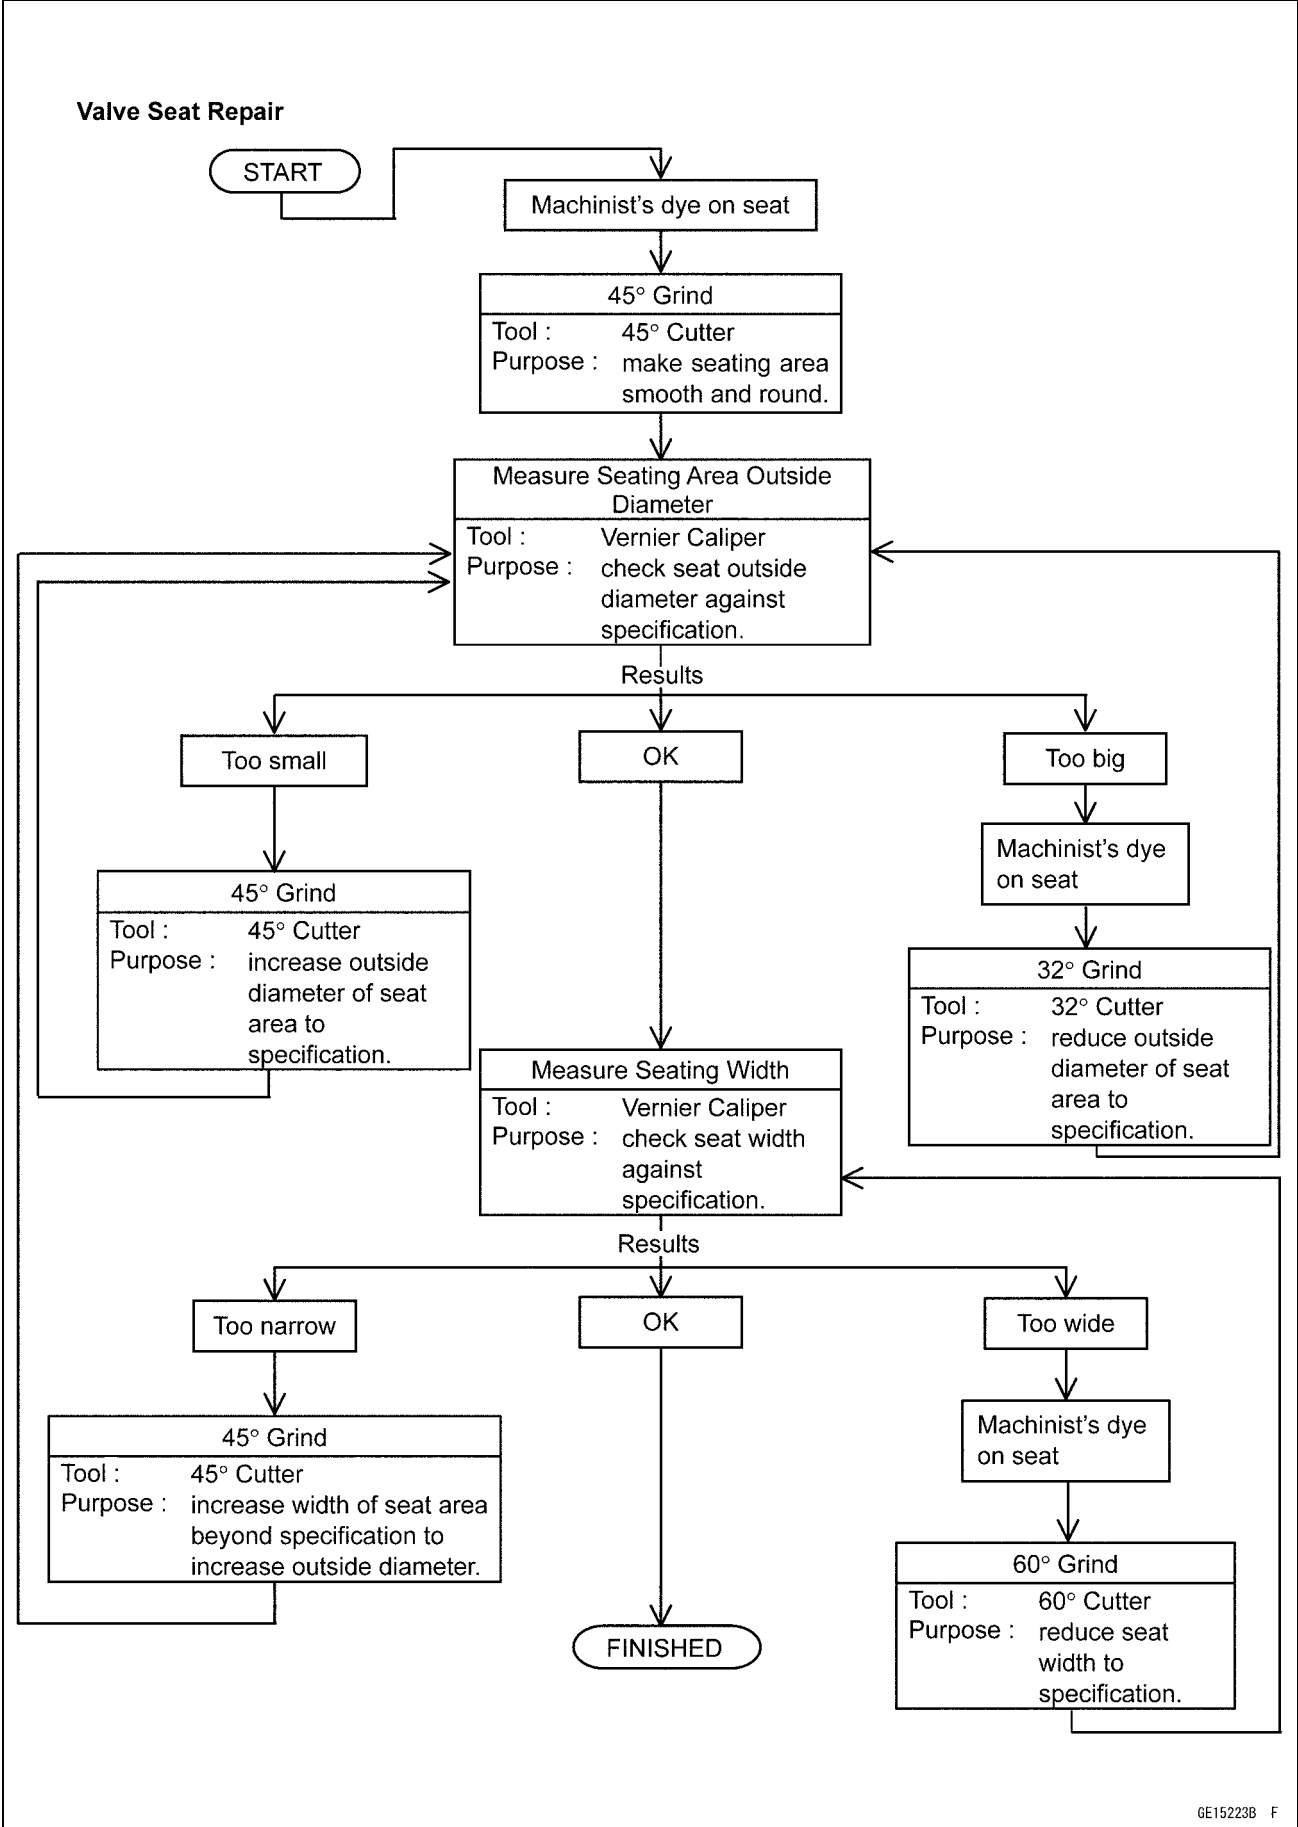 Valve Seat Repair
START
Machinist's dye on seat
45° Grind
Tool : 45° Cutter
Purpose : make seating area
smooth and round.
Measure Seating Area Outside
Diameter
Tool : Vernier Caliper
Purpose : check seat outside
diameter against
specification.
Results
Too small
OK
Too big
Machinist's dye
on seat
45° Grind
Tool : 45° Cutter
Purpose : increase outside
diameter of seat
area to
specification.
32° Grind
Tool : 32° Cutter
Purpose : reduce outside
diameter of seat
area to
specification.
Measure Seating Width
Tool : Vernier Caliper
Purpose : check seat width
against
specification.
Results
Too narrow
OK
Too wide
Machinist's dye
on seat
45° Grind
Tool : 45° Cutter
Purpose : increase width of seat area
beyond specification to
increase outside diameter.
60° Grind
Tool : 60° Cutter
Purpose : reduce seat
width to
specification.
FINISHED
GE15223B F